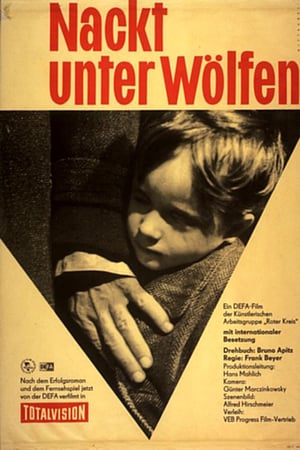 Nackt
unter Wölfen
Ein DEFA-Film
der Künstlerischen
Arbeitsgruppe „Roter Kreis"
mit internationaler
Besetzung
Drehbuch: Bruno Apitz
Regie: Frank Beyer
Produktionsleitung:
Hans Mahlich
Kamera:
Günter Marczinkowsky
Szenenbild:
Alfred Hirschmeier
Verleih:
VEB Progress Film-Vertrieb
DEFA
Nach dem Erfolgsroman
und dem Fernsehspiel jetzt
von der DEFA verfilmt in
TOTALVISION